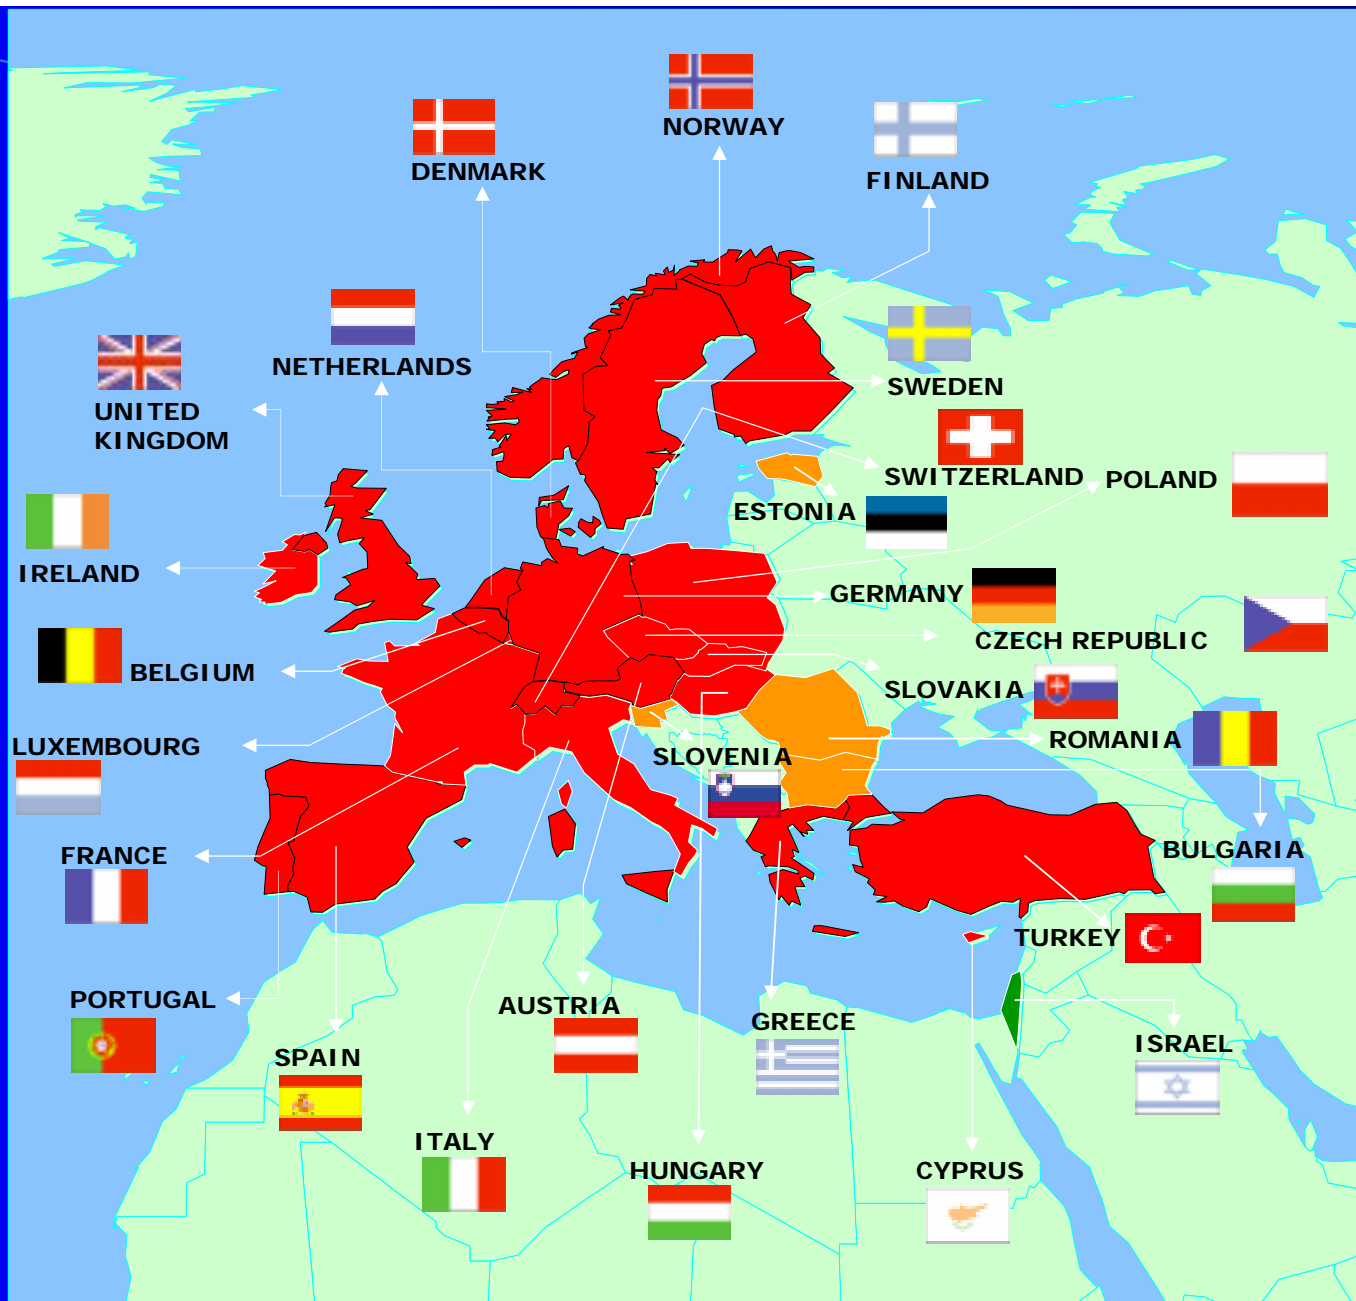 NORWAY
DENMARK
FINLAND
NETHERLANDS
SWEDEN
UNITED
KINGDOM
SWITZERLAND
POLAND
ESTONIA
IRELAND
GERMANY
CZECH REPUBLIC
BELGIUM
SLOVAKIA
LUXEMBOURG
ROMANIA
SLOVENIA
FRANCE
BULGARIA
TURKEY
PORTUGAL
AUSTRIA
GREECE
ISRAEL
SPAIN
ITALY
HUNGARY
CYPRUS